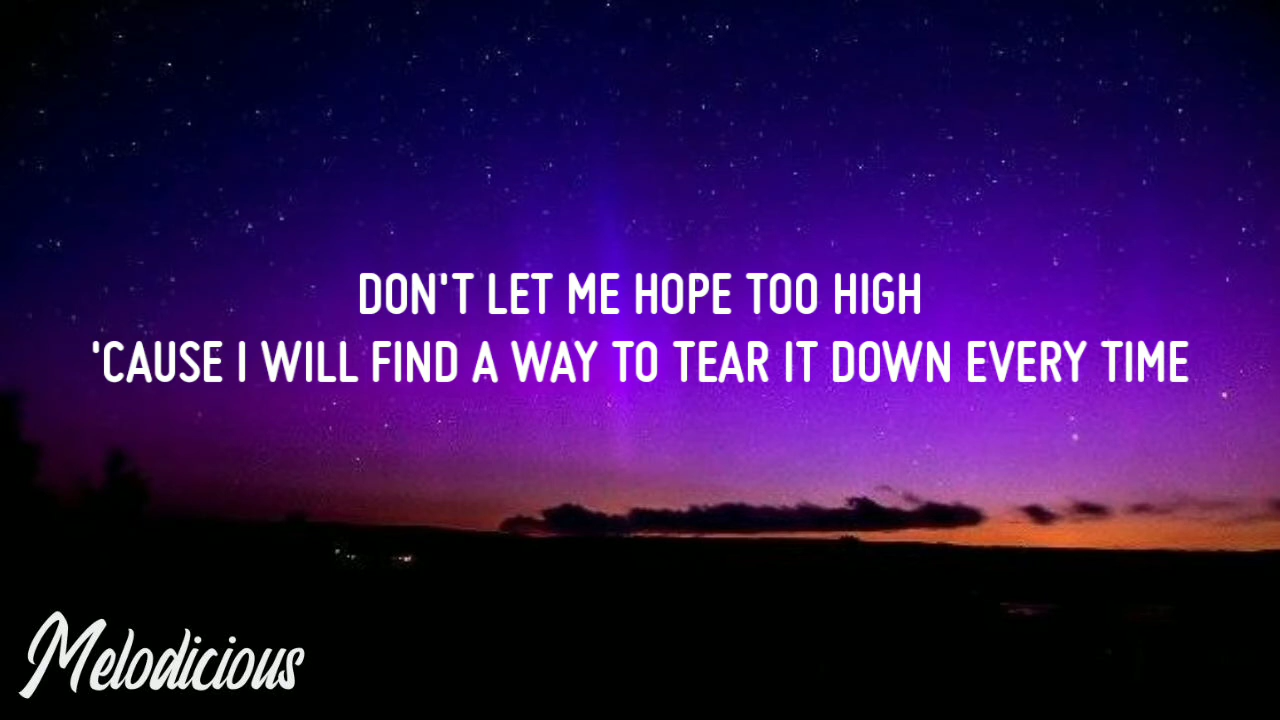 DON'T LET ME HOPE TOO HIGH
'CAUSE I WILL FIND A WAY TO TEAR IT DOWN EVERY TIME
Melodicious